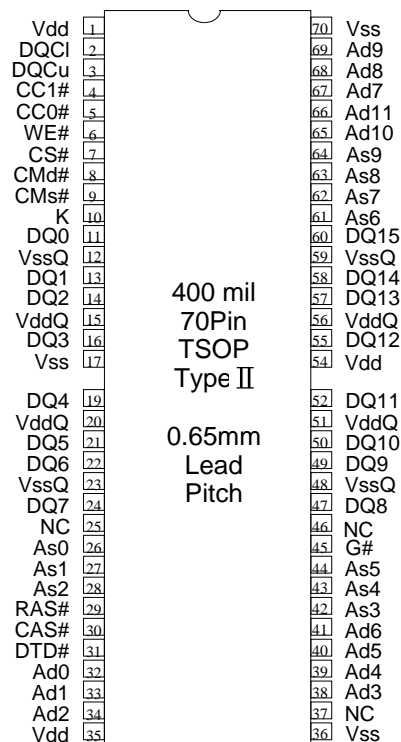 Vdd 1 70 Vss
DQCl 2 69 Ad9
DQCu 3 68 Ad8
CC1# 4 67 Ad7
CC0# 5 66 Ad11
WE# 6 65 Ad10
CS# 7 64 As9
CMd# 8 63 As8
CMs# 9 62 As7
K 10 61 As6
DQ0 11 60 DQ15
VssQ 12 59 VssQ
DQ1 13 58 DQ14
DQ2 14 57 DQ13
VddQ 15 56 VddQ
DQ3 16 55 DQ12
Vss 17 54 Vdd
400 mil
70Pin
TSOP
Type Ⅱ
0.65mm
Lead
Pitch
DQ4 19 52 DQ11
VddQ 20 51 VddQ
DQ5 21 50 DQ10
DQ6 22 49 DQ9
VssQ 23 48 VssQ
DQ7 24 47 DQ8
NC 25 46 NC
As0 26 45 G#
As1 27 44 As5
As2 28 43 As4
RAS# 29 42 As3
CAS# 30 41 Ad6
DTD# 31 40 Ad5
Ad0 32 39 Ad4
Ad1 33 38 Ad3
Ad2 34 37 NC
Vdd 35 36 Vss